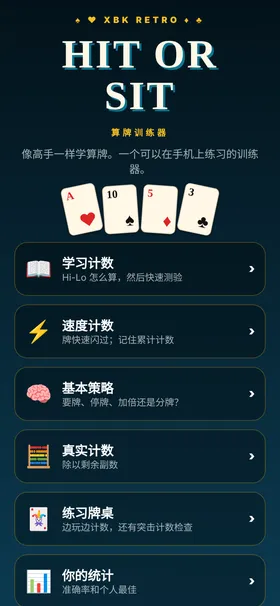 ♠ ♥ XBK RETRO ♦ ♣
HIT OR
SIT
算牌训练器
像高手一样学算牌。一个可以在手机上练习的训练
器。
A 10 5 3
学习计数
Hi-Lo 怎么算，然后快速测验
速度计数
牌快速闪过；记住累计计数
基本策略
要牌、停牌、加倍还是分牌？
真实计数
除以剩余副数
练习牌桌
边玩边计数，还有突击计数检查
你的统计
准确率和个人最佳